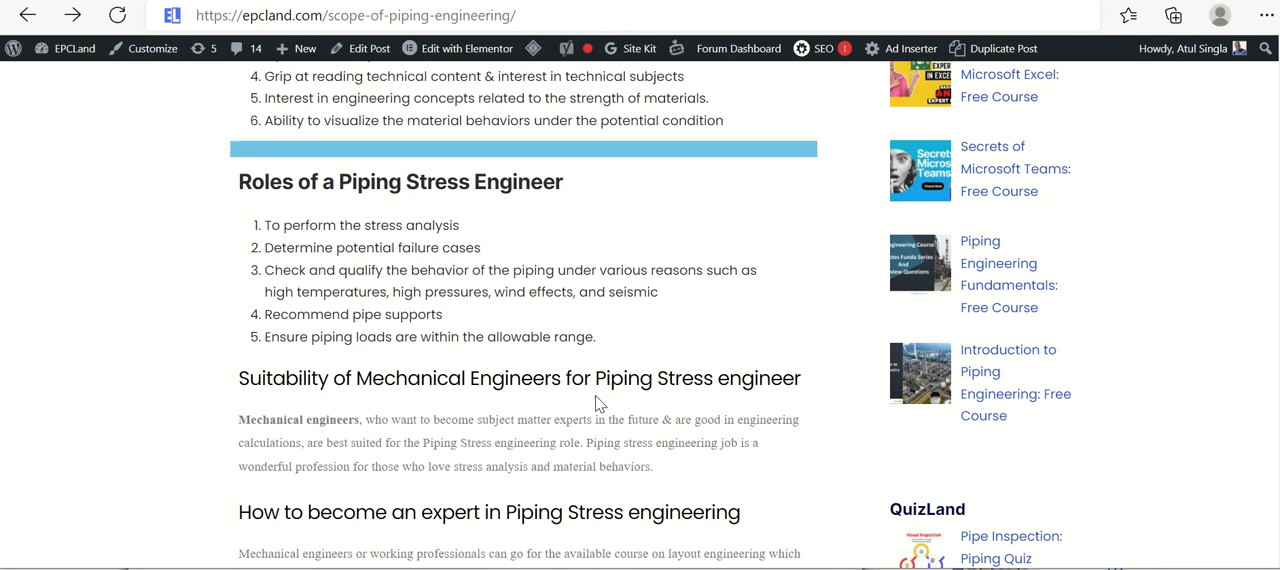 https://epcland.com/scope-of-piping-engineering/
EPCLand Customize 5 14 New Edit Post Edit with Elementor Site Kit Forum Dashboard SEO ! Ad Inserter Duplicate Post Howdy, Atul Singla
4. Grip at reading technical content & interest in technical subjects
5. Interest in engineering concepts related to the strength of materials.
6. Ability to visualize the material behaviors under the potential condition
Roles of a Piping Stress Engineer
1. To perform the stress analysis
2. Determine potential failure cases
3. Check and qualify the behavior of the piping under various reasons such as
high temperatures, high pressures, wind effects, and seismic
4. Recommend pipe supports
5. Ensure piping loads are within the allowable range.
Suitability of Mechanical Engineers for Piping Stress engineer
Mechanical engineers, who want to become subject matter experts in the future & are good in engineering
calculations, are best suited for the Piping Stress engineering role. Piping stress engineering job is a
wonderful profession for those who love stress analysis and material behaviors.
How to become an expert in Piping Stress engineering
Mechanical engineers or working professionals can go for the available course on layout engineering which
EXPER
IN EXCE
EXPERT
Microsoft Excel:
Free Course
Secrets
Micros
Teams
Secrets of
Microsoft Teams:
Free Course
And
Piping
Engineering
Fundamentals:
Free Course
Introduction to
Piping
Engineering: Free
Course
QuizLand
Visual Inspection
Pipe Inspection:
Piping Quiz